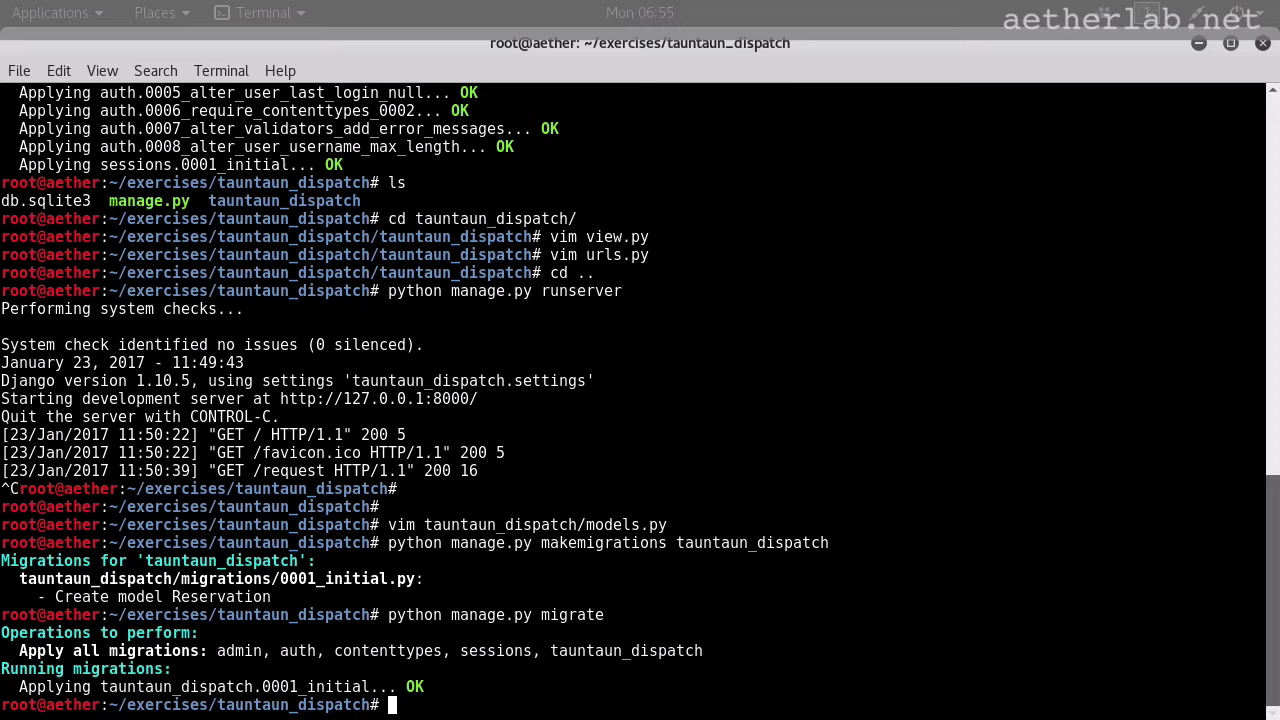 Applications Places Terminal Mon 06:55 1
aetherlab.net
root@aether: ~/exercises/tauntaun_dispatch
File Edit View Search Terminal Help
Applying auth.0005_alter_user_last_login_null... OK
Applying auth.0006_require_contenttypes_0002... OK
Applying auth.0007_alter_validators_add_error_messages... OK
Applying auth.0008_alter_user_username_max_length... OK
Applying sessions.0001_initial... OK
root@aether:~/exercises/tauntaun_dispatch# ls
db.sqlite3 manage.py tauntaun_dispatch
root@aether:~/exercises/tauntaun_dispatch# cd tauntaun_dispatch/
root@aether:~/exercises/tauntaun_dispatch/tauntaun_dispatch# vim view.py
root@aether:~/exercises/tauntaun_dispatch/tauntaun_dispatch# vim urls.py
root@aether:~/exercises/tauntaun_dispatch/tauntaun_dispatch# cd ..
root@aether:~/exercises/tauntaun_dispatch# python manage.py runserver
Performing system checks...
System check identified no issues (0 silenced).
January 23, 2017 - 11:49:43
Django version 1.10.5, using settings 'tauntaun_dispatch.settings'
Starting development server at http://127.0.0.1:8000/
Quit the server with CONTROL-C.
[23/Jan/2017 11:50:22] "GET / HTTP/1.1" 200 5
[23/Jan/2017 11:50:22] "GET /favicon.ico HTTP/1.1" 200 5
[23/Jan/2017 11:50:39] "GET /request HTTP/1.1" 200 16
^Croot@aether:~/exercises/tauntaun_dispatch#
root@aether:~/exercises/tauntaun_dispatch#
root@aether:~/exercises/tauntaun_dispatch# vim tauntaun_dispatch/models.py
root@aether:~/exercises/tauntaun_dispatch# python manage.py makemigrations tauntaun_dispatch
Migrations for 'tauntaun_dispatch':
tauntaun_dispatch/migrations/0001_initial.py:
- Create model Reservation
root@aether:~/exercises/tauntaun_dispatch# python manage.py migrate
Operations to perform:
Apply all migrations: admin, auth, contenttypes, sessions, tauntaun_dispatch
Running migrations:
Applying tauntaun_dispatch.0001_initial... OK
root@aether:~/exercises/tauntaun_dispatch#